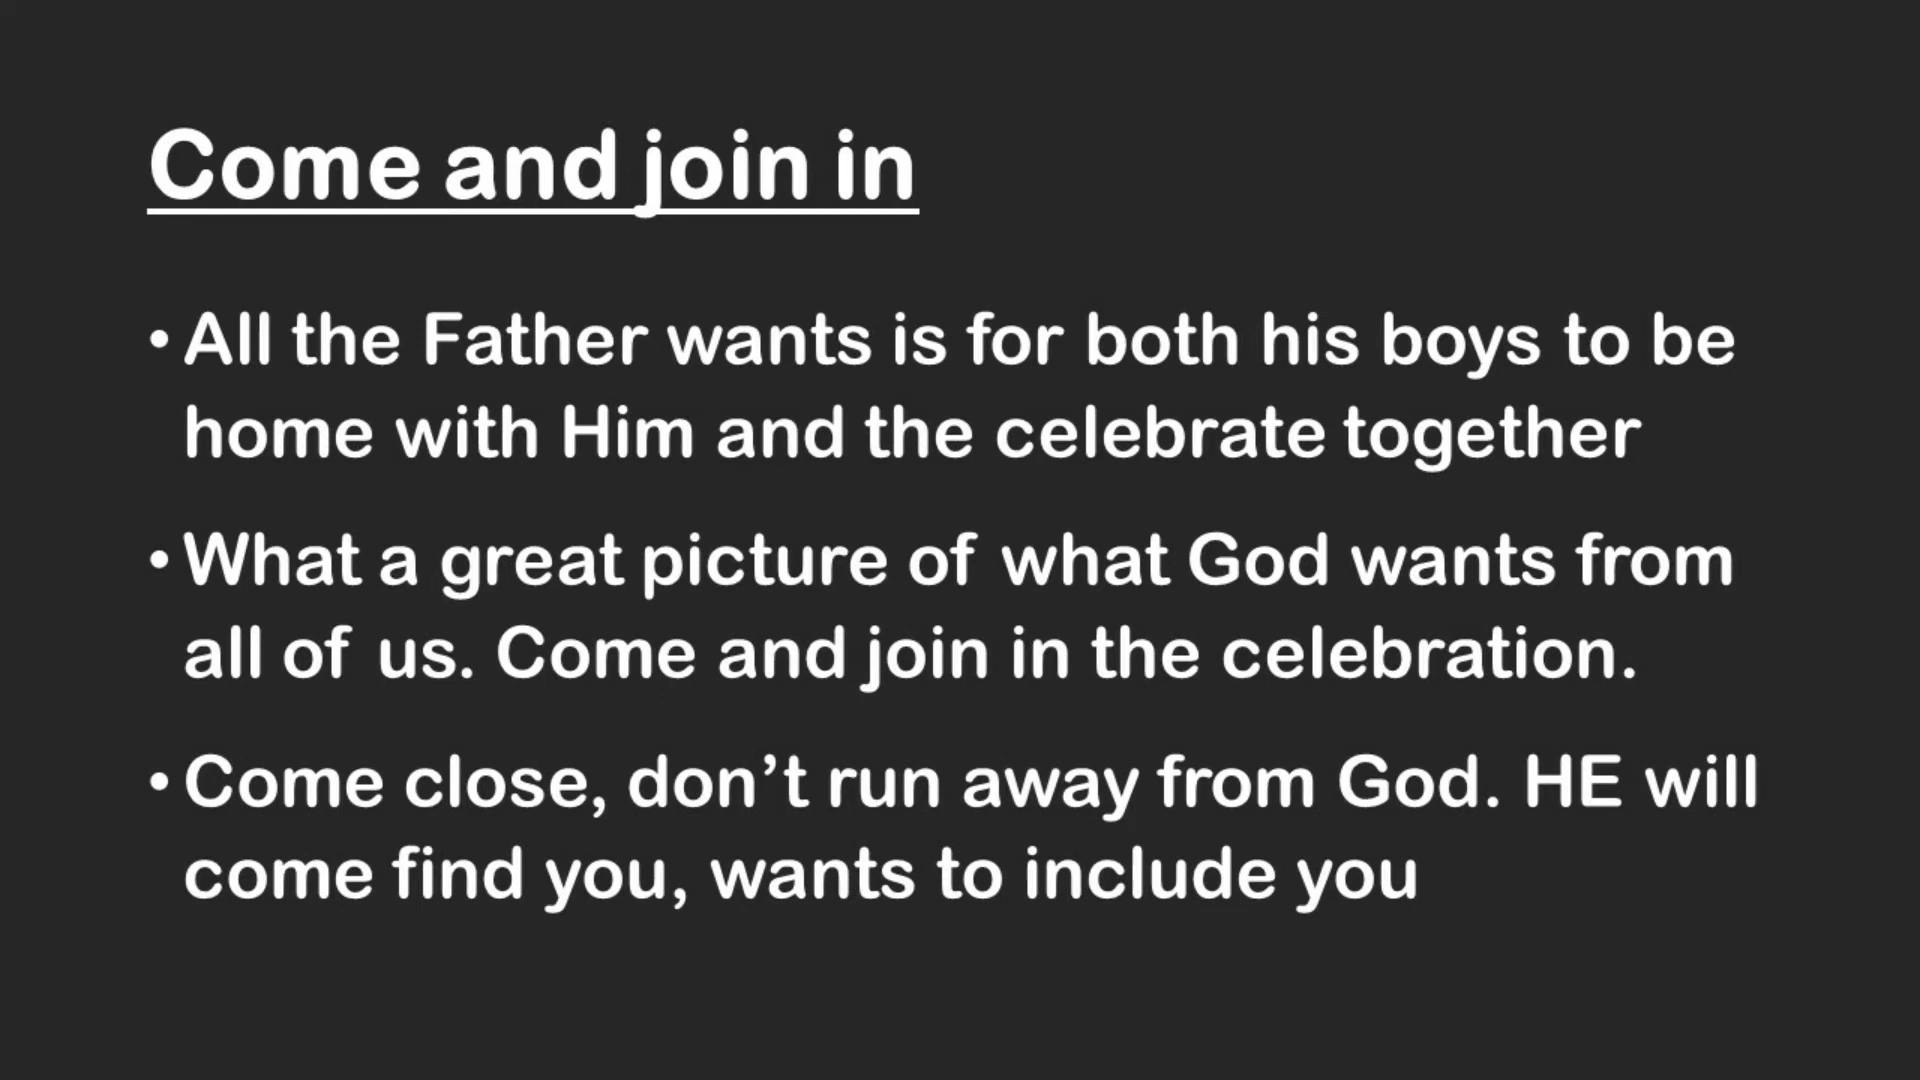 Come and join in
• All the Father wants is for both his boys to be
home with Him and the celebrate together
• What a great picture of what God wants from
all of us. Come and join in the celebration.
• Come close, don’t run away from God. HE will
come find you, wants to include you